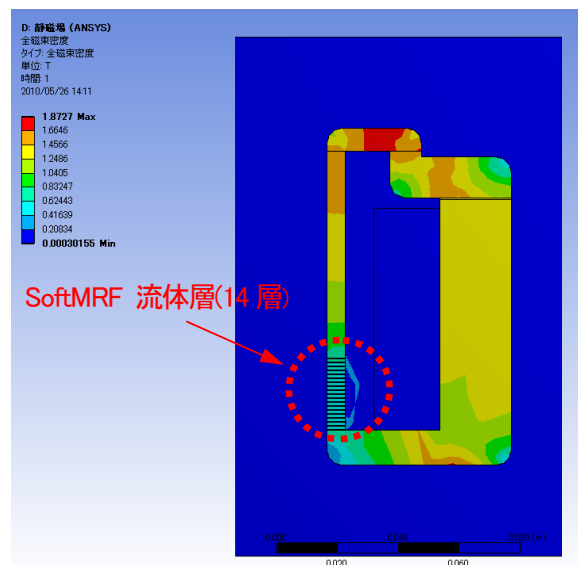 D: 静磁場 (ANSYS)
全磁束密度
タイプ: 全磁束密度
単位: T
時間: 1
2010/05/26 14:11
1.8727 Max
1.6646
1.4566
1.2486
1.0405
0.83247
0.62443
0.41639
0.20834
0.00030155 Min
SoftMRF 流体層(14 層)
0.000
0.040
0.080 (m)
0.020
0.060